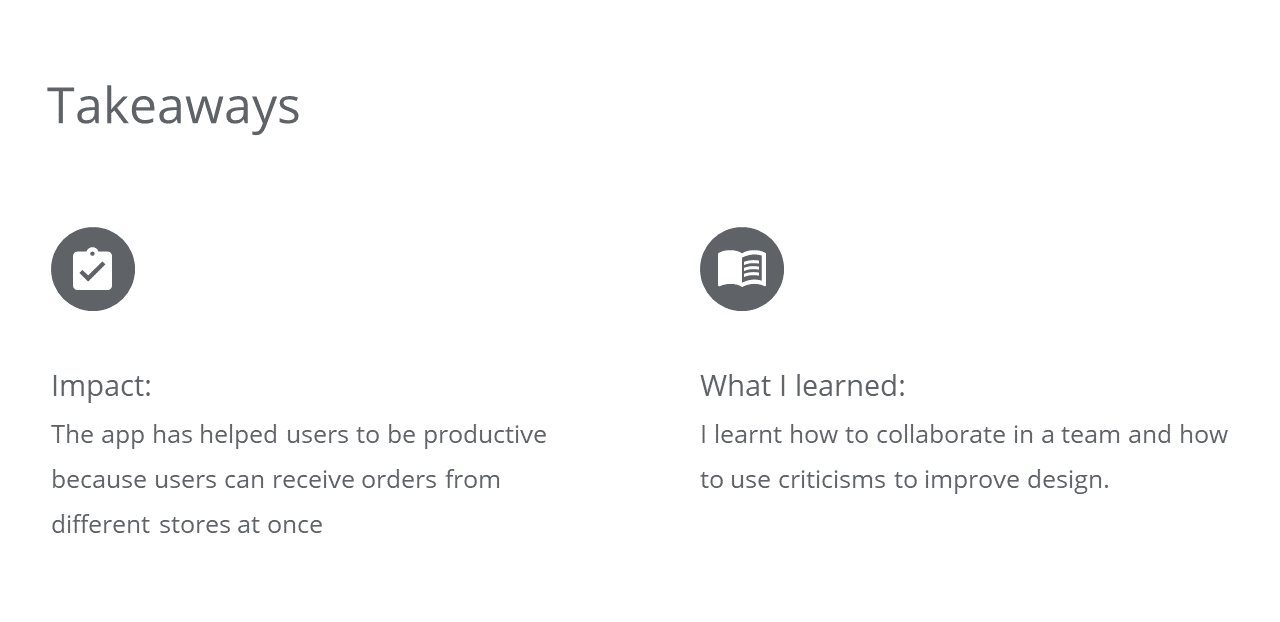 Takeaways
Impact:
The app has helped users to be productive
because users can receive orders from
different stores at once
What I learned:
I learnt how to collaborate in a team and how
to use criticisms to improve design.